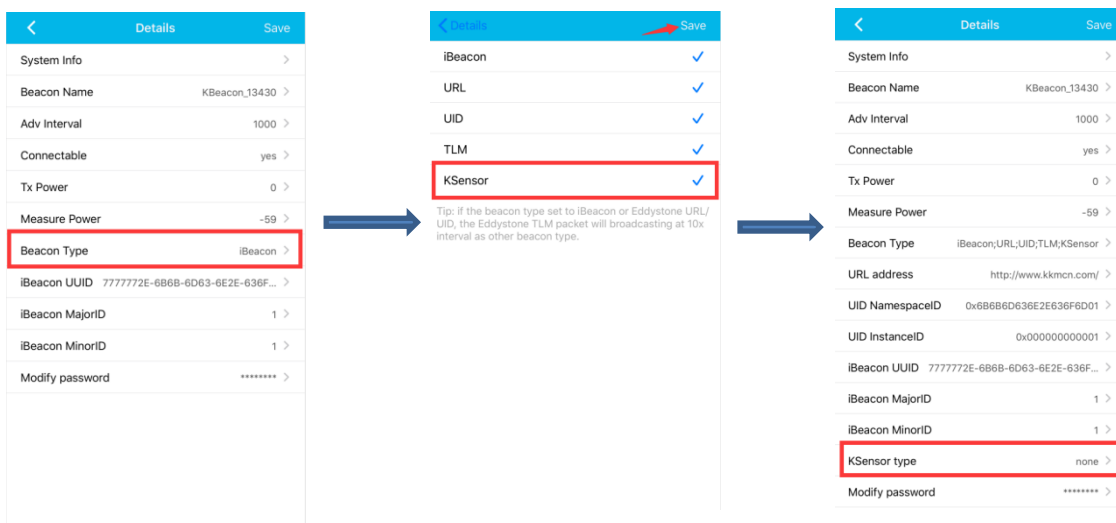 Details Save
System Info
Beacon Name KBeacon_13430
Adv Interval 1000
Connectable yes
Tx Power 0
Measure Power -59
Beacon Type iBeacon
iBeacon UUID 7777772E-6B6B-6D63-6E2E-636F...
iBeacon MajorID 1
iBeacon MinorID 1
Modify password ********
Details Save
iBeacon
URL
UID
TLM
KSensor
Tip: if the beacon type set to iBeacon or Eddystone URL/
UID, the Eddystone TLM packet will broadcasting at 10x
interval as other beacon type.
Details Save
System Info
Beacon Name KBeacon_13430
Adv Interval 1000
Connectable yes
Tx Power 0
Measure Power -59
Beacon Type iBeacon;URL;UID;TLM;KSensor
URL address http://www.kkmcn.com/
UID NamespaceID 0x6B6B6D636E2E636F6D01
UID InstanceID 0x000000000001
iBeacon UUID 7777772E-6B6B-6D63-6E2E-636F...
iBeacon MajorID 1
iBeacon MinorID 1
KSensor type none
Modify password ********